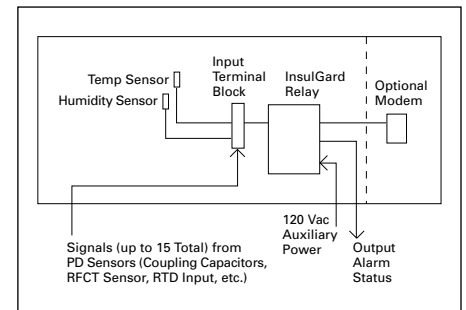 Temp Sensor
Humidity Sensor
Input
Terminal
Block
InsulGard
Relay
Optional
Modem
Signals (up to 15 Total) from
PD Sensors (Coupling Capacitors,
RFCT Sensor, RTD Input, etc.)
120 Vac
Auxiliary
Power
Output
Alarm
Status